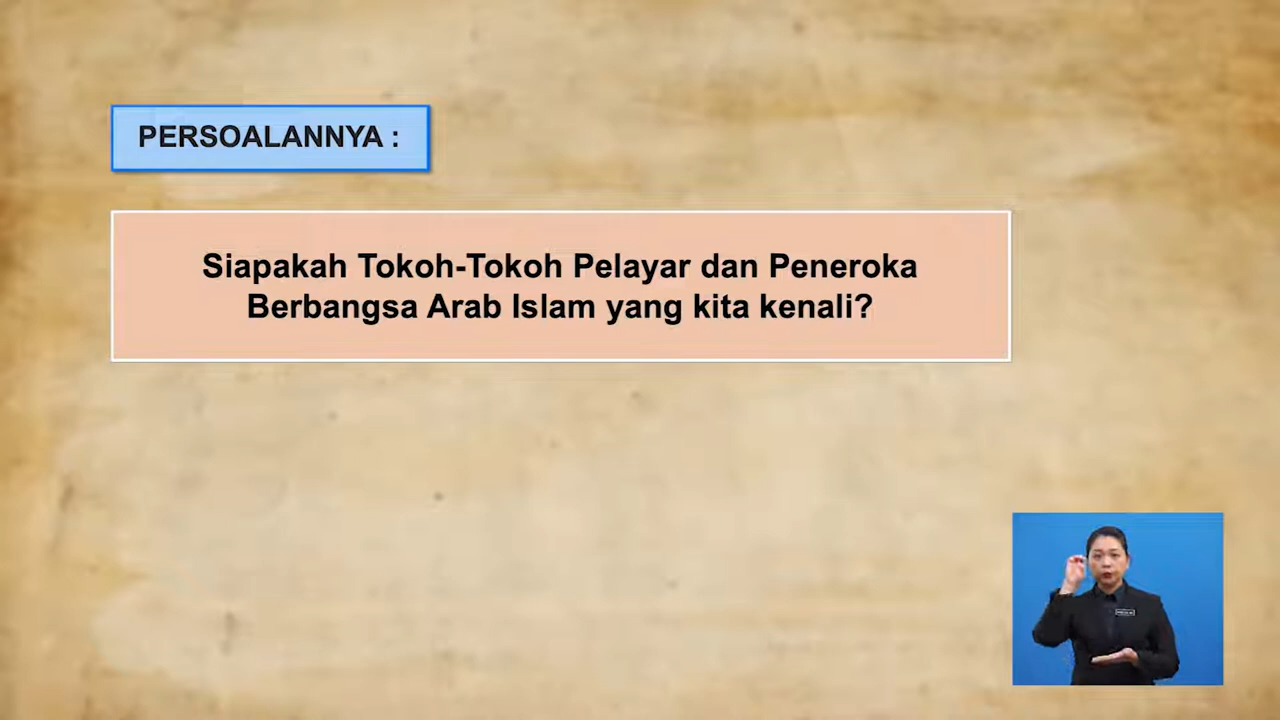 PERSOALANNYA :
Siapakah Tokoh-Tokoh Pelayar dan Peneroka
Berbangsa Arab Islam yang kita kenali?